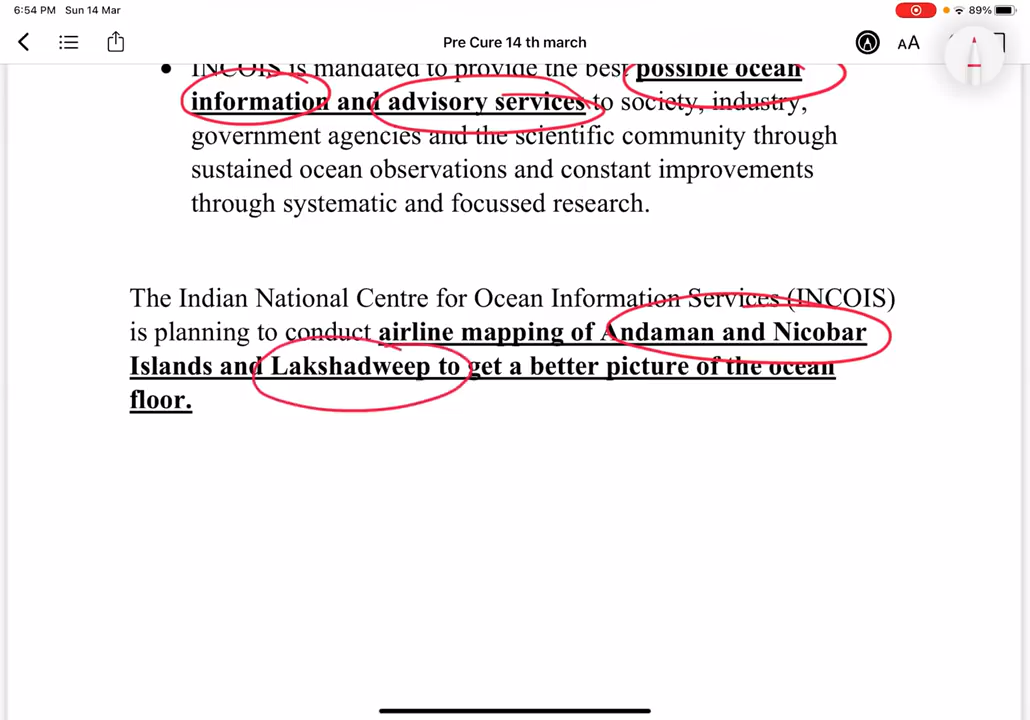 6:54 PM Sun 14 Mar
89%
Pre Cure 14 th march
AA
• INCOIS is mandated to provide the best possible ocean
information and advisory services to society, industry,
government agencies and the scientific community through
sustained ocean observations and constant improvements
through systematic and focussed research.
The Indian National Centre for Ocean Information Services (INCOIS)
is planning to conduct airline mapping of Andaman and Nicobar
Islands and Lakshadweep to get a better picture of the ocean
floor.